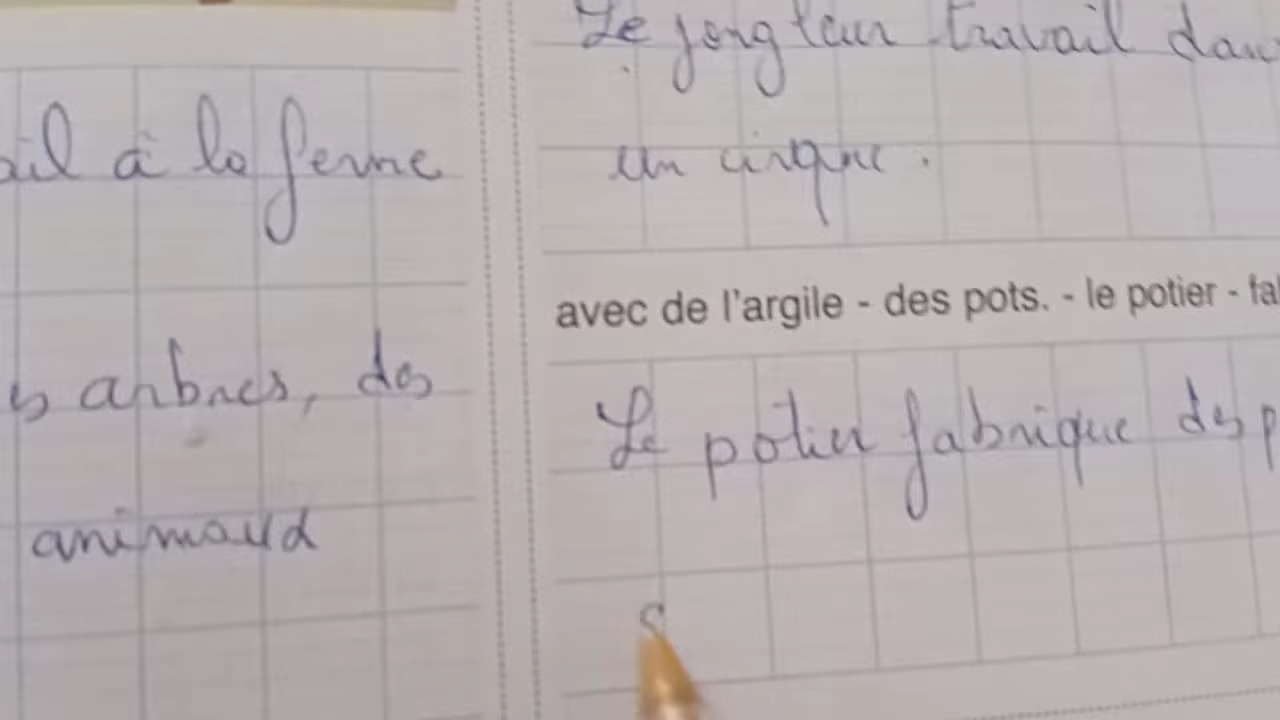 à la ferme
arbres, des
animaux
Le jongleur travail dans
un cirque.
avec de l'argile - des pots. - le potier - fa
Le potier fabrique des p